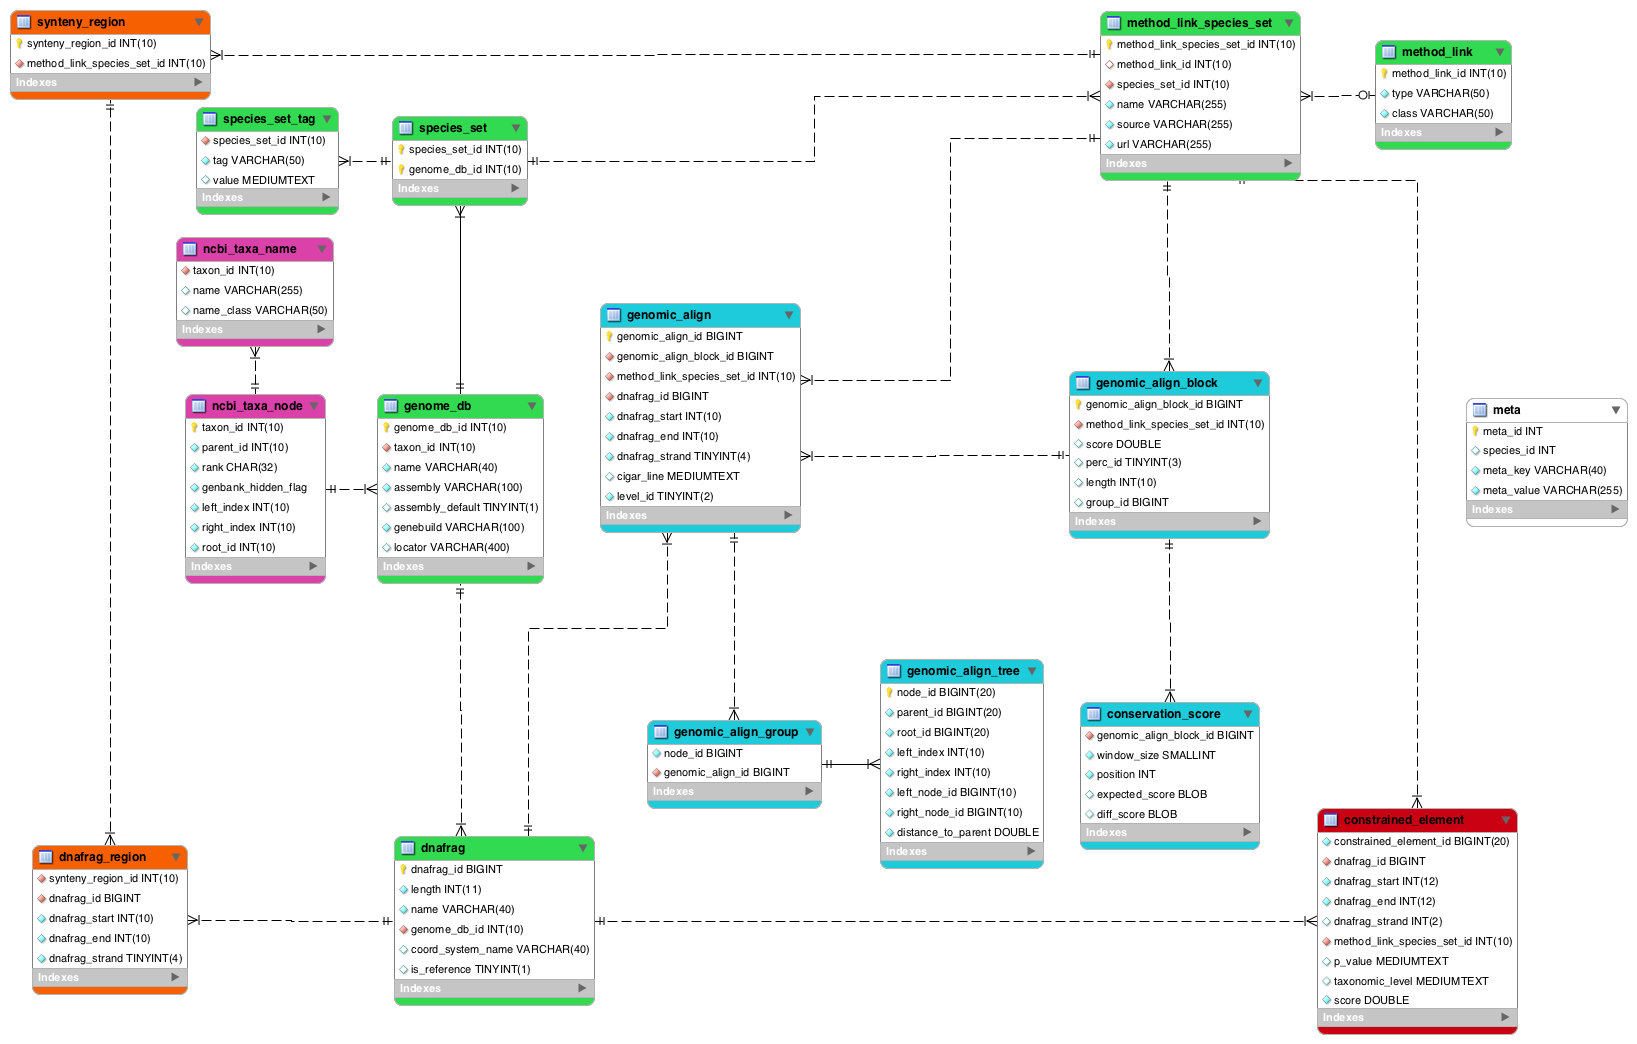 synteny_region
synteny_region_id INT(10)
method_link_species_set_id INT(10)
Indexes
method_link_species_set
method_link_species_set_id INT(10)
method_link_id INT(10)
species_set_id INT(10)
name VARCHAR(255)
source VARCHAR(255)
url VARCHAR(255)
Indexes
method_link
method_link_id INT(10)
type VARCHAR(50)
class VARCHAR(50)
Indexes
species_set_tag
species_set_id INT(10)
tag VARCHAR(50)
value MEDIUMTEXT
Indexes
species_set
species_set_id INT(10)
genome_db_id INT(10)
Indexes
ncbi_taxa_name
taxon_id INT(10)
name VARCHAR(255)
name_class VARCHAR(50)
Indexes
genomic_align
genomic_align_id BIGINT
genomic_align_block_id BIGINT
method_link_species_set_id INT(10)
dnafrag_id BIGINT
dnafrag_start INT(10)
dnafrag_end INT(10)
dnafrag_strand TINYINT(4)
cigar_line MEDIUMTEXT
level_id TINYINT(2)
Indexes
genomic_align_block
genomic_align_block_id BIGINT
method_link_species_set_id INT(10)
score DOUBLE
perc_id TINYINT(3)
length INT(10)
group_id BIGINT
Indexes
meta
meta_id INT
species_id INT
meta_key VARCHAR(40)
meta_value VARCHAR(255)
Indexes
ncbi_taxa_node
taxon_id INT(10)
parent_id INT(10)
rank CHAR(32)
genbank_hidden_flag
left_index INT(10)
right_index INT(10)
root_id INT(10)
Indexes
genome_db
genome_db_id INT(10)
taxon_id INT(10)
name VARCHAR(40)
assembly VARCHAR(100)
assembly_default TINYINT(1)
genebuild VARCHAR(100)
locator VARCHAR(400)
Indexes
genomic_align_tree
node_id BIGINT(20)
parent_id BIGINT(20)
root_id BIGINT(20)
left_index INT(10)
right_index INT(10)
left_node_id BIGINT(10)
right_node_id BIGINT(10)
distance_to_parent DOUBLE
Indexes
genomic_align_group
node_id BIGINT
genomic_align_id BIGINT
Indexes
conservation_score
genomic_align_block_id BIGINT
window_size SMALLINT
position INT
expected_score BLOB
diff_score BLOB
Indexes
constrained_element
constrained_element_id BIGINT(20)
dnafrag_id BIGINT
dnafrag_start INT(12)
dnafrag_end INT(12)
dnafrag_strand INT(2)
method_link_species_set_id INT(10)
p_value MEDIUMTEXT
taxonomic_level MEDIUMTEXT
score DOUBLE
Indexes
dnafrag_region
synteny_region_id INT(10)
dnafrag_id BIGINT
dnafrag_start INT(10)
dnafrag_end INT(10)
dnafrag_strand TINYINT(4)
Indexes
dnafrag
dnafrag_id BIGINT
length INT(11)
name VARCHAR(40)
genome_db_id INT(10)
coord_system_name VARCHAR(40)
is_reference TINYINT(1)
Indexes